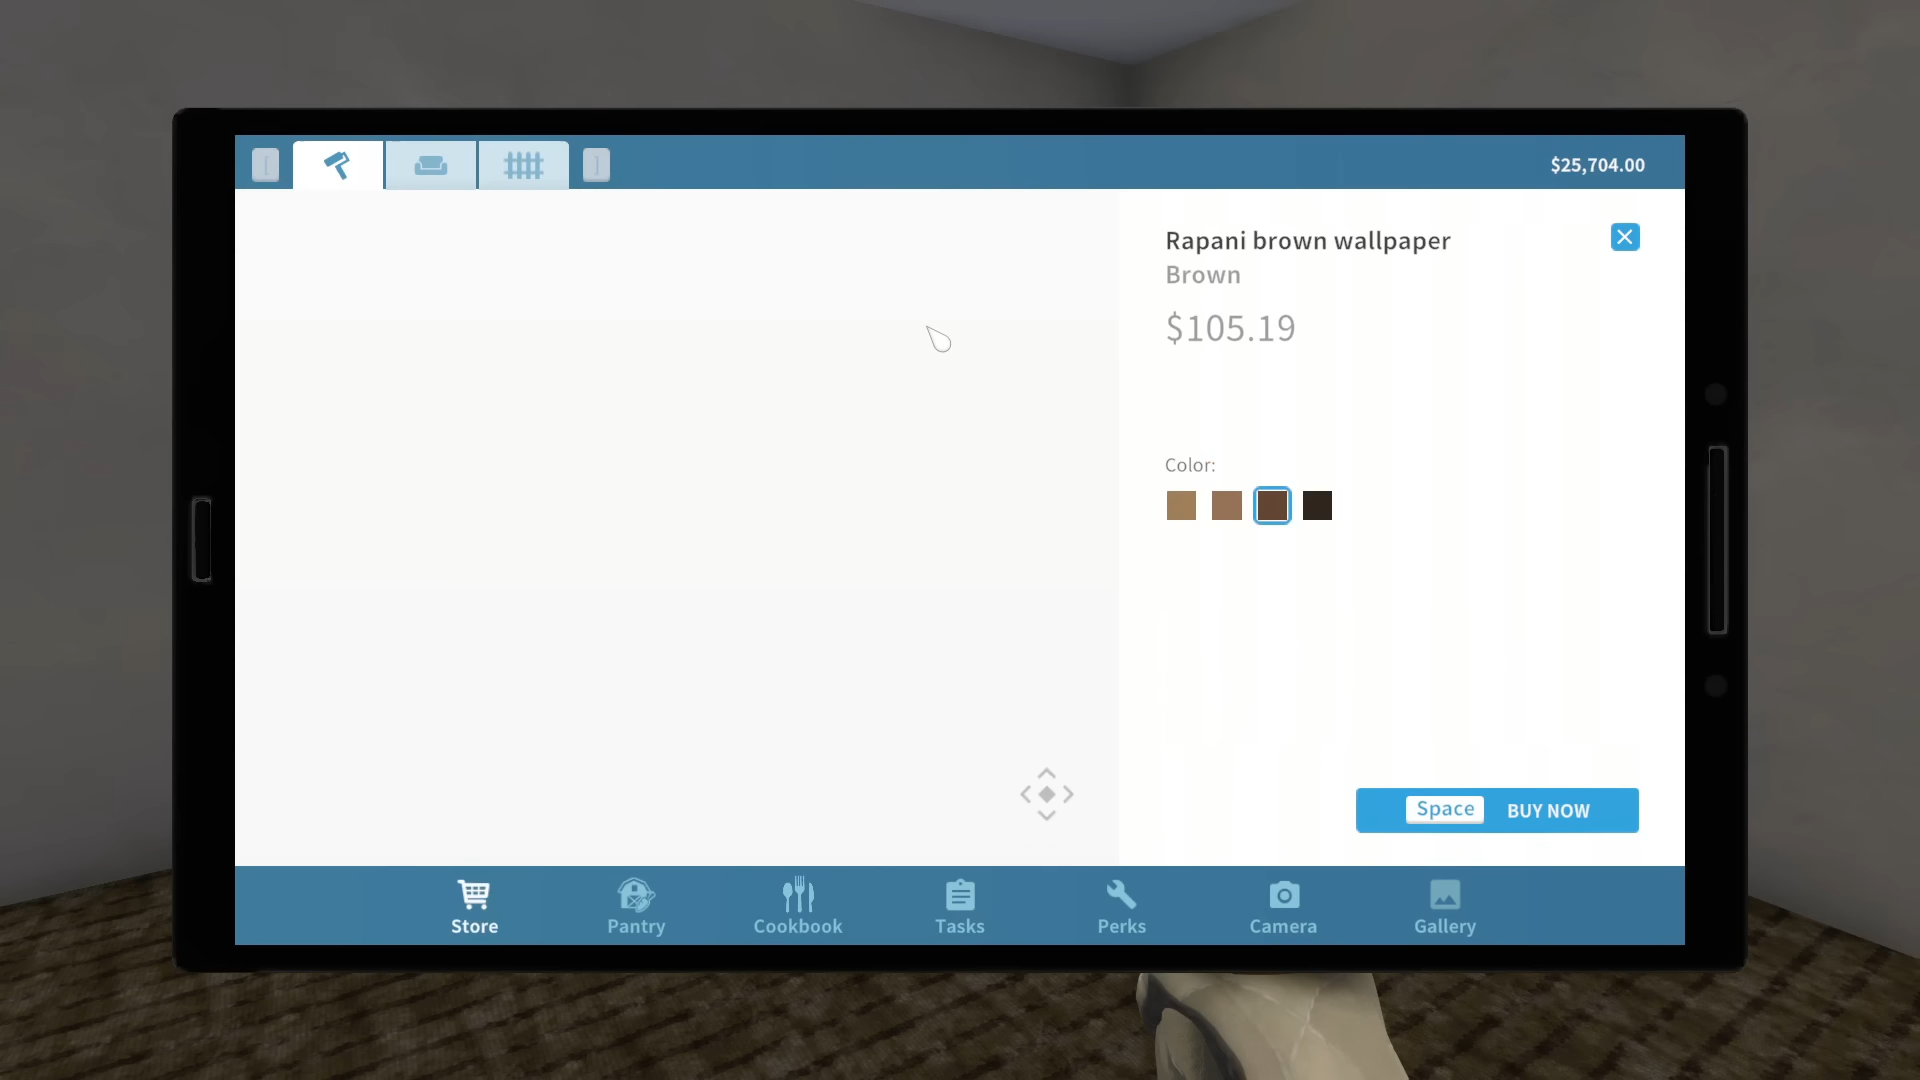 $25,704.00
Rapani brown wallpaper
Brown
$105.19
Color:
Space BUY NOW
Store Pantry Cookbook Tasks Perks Camera Gallery